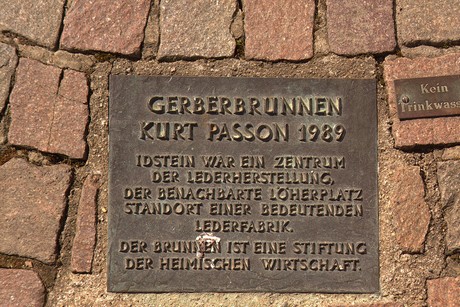 GERBERBRUNNEN
KURT PASSON 1989
IDSTEIN WAR EIN ZENTRUM
DER LEDERHERSTELLUNG,
DER BENACHBARTE LÖHERPLATZ
STANDORT EINER BEDEUTENDEN
LEDERFABRIK.
DER BRUNNEN IST EINE STIFTUNG
DER HEIMISCHEN WIRTSCHAFT.
Kein
Trinkwasser